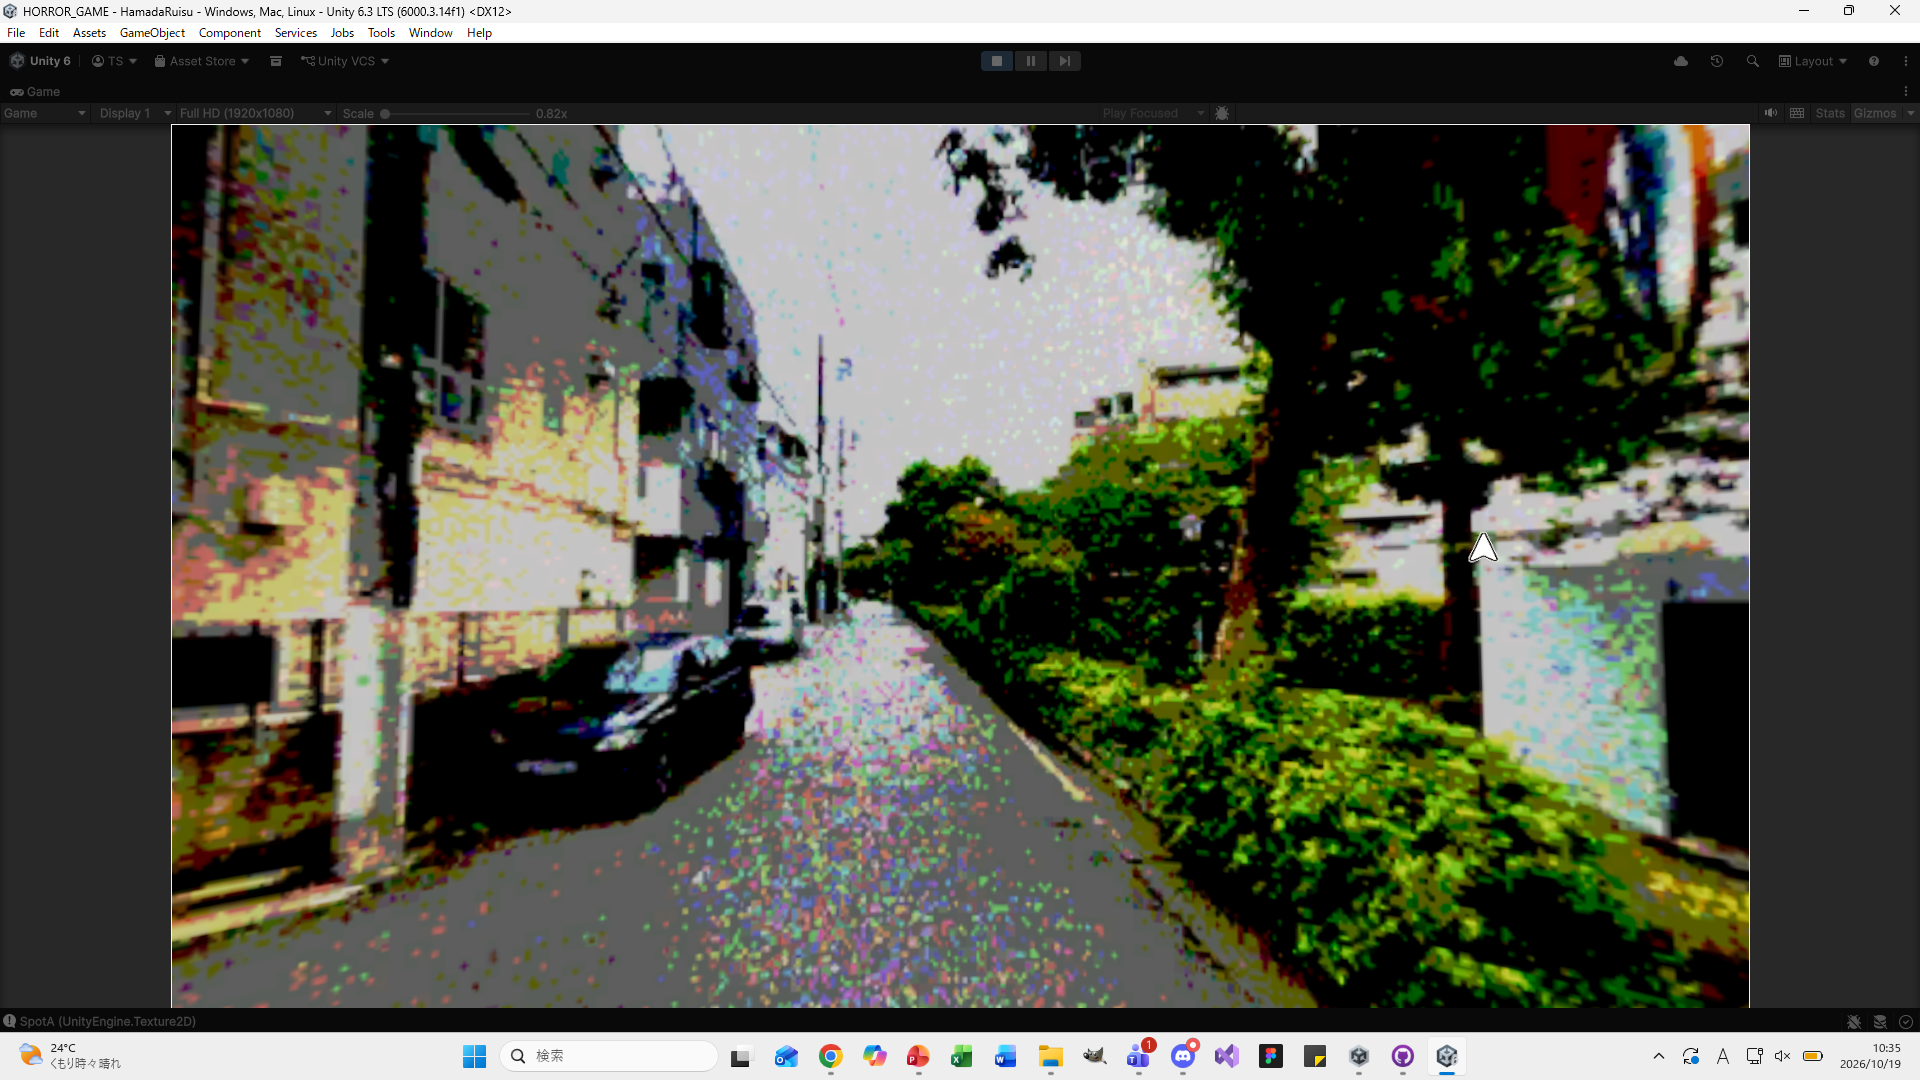 HORROR_GAME - HamadaRuisu - Windows, Mac, Linux - Unity 6.3 LTS (6000.3.14f1) <DX12>
File Edit Assets GameObject Component Services Jobs Tools Window Help
Unity 6 TS Asset Store Unity VCS Layout
Game
Game Display 1 Full HD (1920x1080) Scale 0.82x Play Focused Stats Gizmos
SpotA (UnityEngine.Texture2D)
24°C
くもり時々晴れ
検索
1
A
10:35
2026/10/19